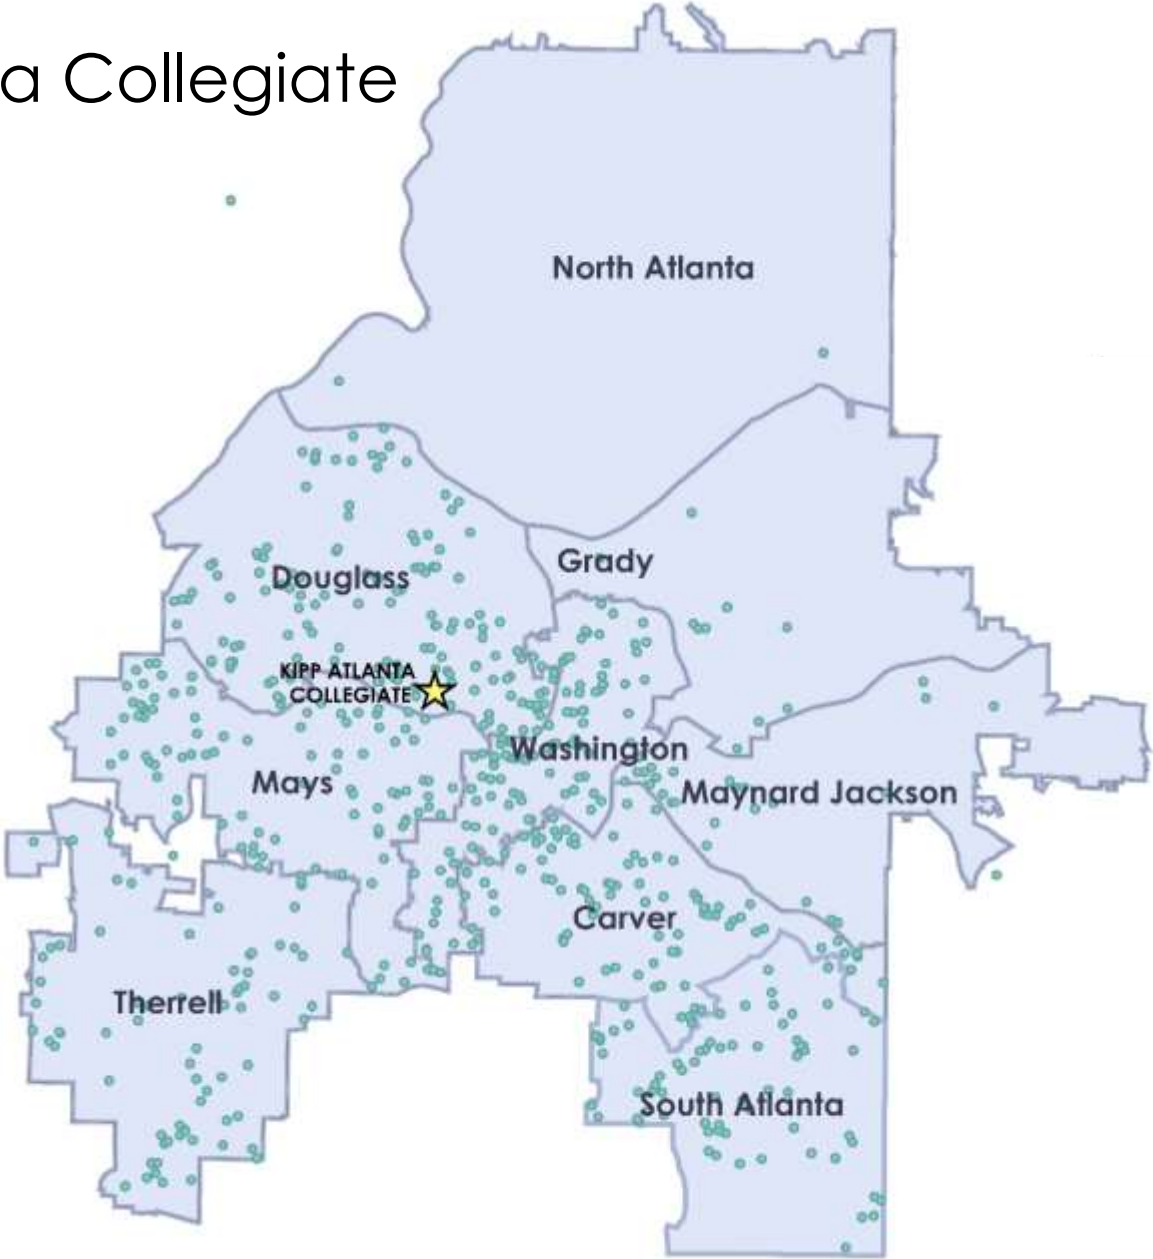 a Collegiate
North Atlanta
Grady
Douglass
KIPP ATLANTA
COLLEGIATE
Washington
Mays
Maynard Jackson
Carver
Therrell
South Atlanta